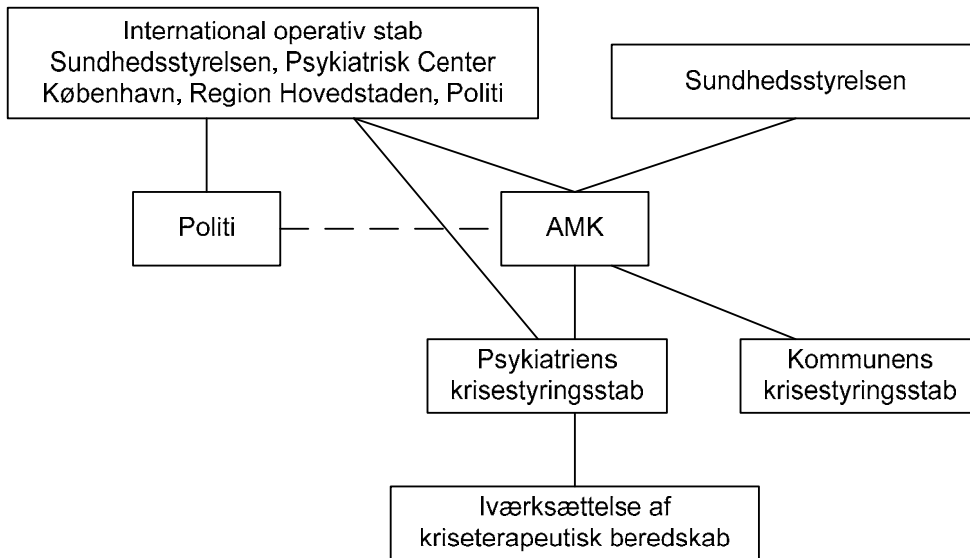 International operativ stab
Sundhedsstyrelsen, Psykiatrisk Center
København, Region Hovedstaden, Politi
Sundhedsstyrelsen
Politi
AMK
Psykiatriens
krisestyringsstab
Kommunens
krisestyringsstab
Iværksættelse af
kriseterapeutisk beredskab